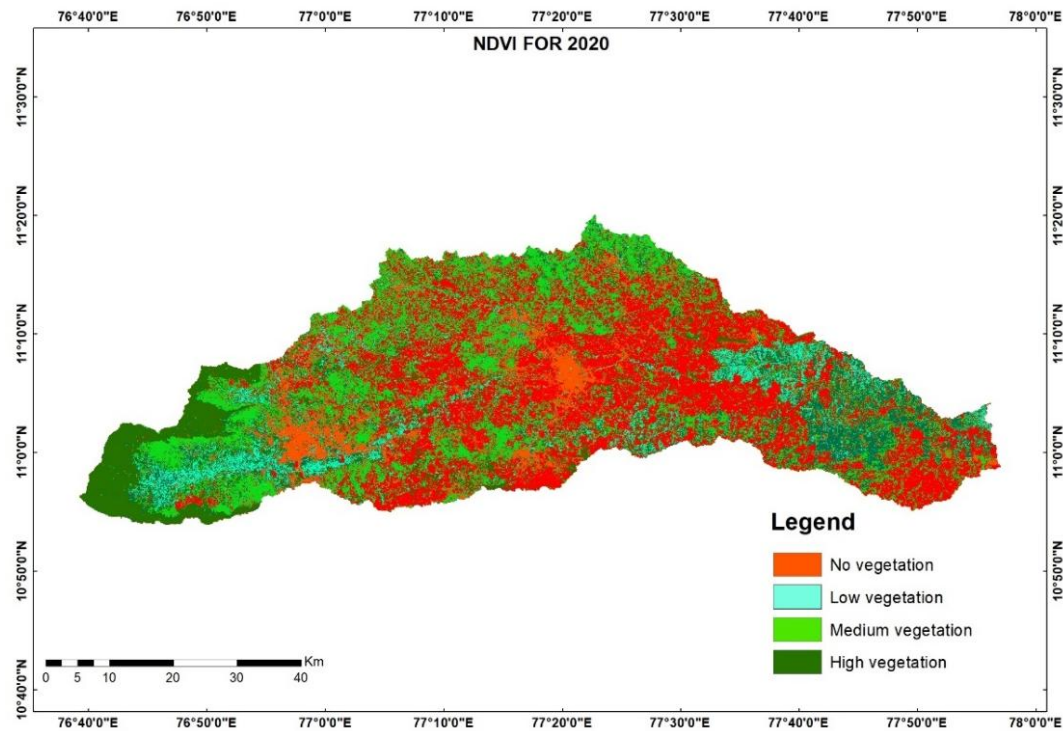 76°40'0"E 76°50'0"E 77°0'0"E 77°10'0"E 77°20'0"E 77°30'0"E 77°40'0"E 77°50'0"E 78°0'0"E
NDVI FOR 2020
11°30'0"N
11°20'0"N
11°10'0"N
11°0'0"N
10°50'0"N
10°40'0"N
11°30'0"N
11°20'0"N
11°10'0"N
11°0'0"N
10°50'0"N
10°40'0"N
Legend
No vegetation
Low vegetation
Medium vegetation
High vegetation
Km
0 5 10 20 30 40
76°40'0"E 76°50'0"E 77°0'0"E 77°10'0"E 77°20'0"E 77°30'0"E 77°40'0"E 77°50'0"E 78°0'0"E